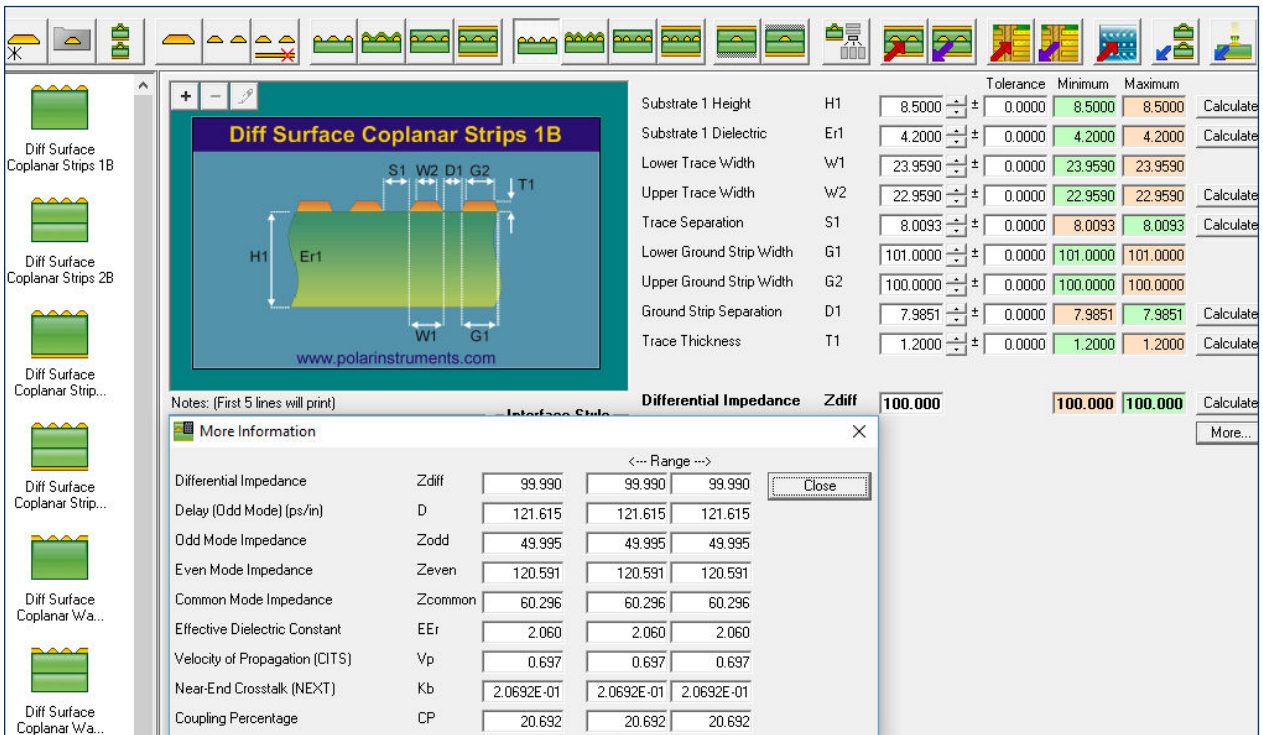 Diff Surface
Coplanar Strips 1B
Diff Surface
Coplanar Strips 2B
Diff Surface
Coplanar Strip...
Diff Surface
Coplanar Strip...
Diff Surface
Coplanar Wa...
Diff Surface
Coplanar Wa...
+ -
Diff Surface Coplanar Strips 1B
S1 W2 D1 G2
T1
H1 Er1
W1 G1
www.polarinstruments.com
Tolerance Minimum Maximum
Substrate 1 Height H1 8.5000 ± 0.0000 8.5000 8.5000 Calculate
Substrate 1 Dielectric Er1 4.2000 ± 0.0000 4.2000 4.2000 Calculate
Lower Trace Width W1 23.9590 ± 0.0000 23.9590 23.9590
Upper Trace Width W2 22.9590 ± 0.0000 22.9590 22.9590 Calculate
Trace Separation S1 8.0093 ± 0.0000 8.0093 8.0093 Calculate
Lower Ground Strip Width G1 101.0000 ± 0.0000 101.0000 101.0000
Upper Ground Strip Width G2 100.0000 ± 0.0000 100.0000 100.0000
Ground Strip Separation D1 7.9851 ± 0.0000 7.9851 7.9851 Calculate
Trace Thickness T1 1.2000 ± 0.0000 1.2000 1.2000 Calculate
Notes: (First 5 lines will print)
Interface Style
Differential Impedance Zdiff 100.000 100.000 100.000 Calculate
More...
More Information
<--- Range --->
Differential Impedance Zdiff 99.990 99.990 99.990 Close
Delay (Odd Mode) (ps/in) D 121.615 121.615 121.615
Odd Mode Impedance Zodd 49.995 49.995 49.995
Even Mode Impedance Zeven 120.591 120.591 120.591
Common Mode Impedance Zcommon 60.296 60.296 60.296
Effective Dielectric Constant EEr 2.060 2.060 2.060
Velocity of Propagation (CITS) Vp 0.697 0.697 0.697
Near-End Crosstalk (NEXT) Kb 2.0692E-01 2.0692E-01 2.0692E-01
Coupling Percentage CP 20.692 20.692 20.692